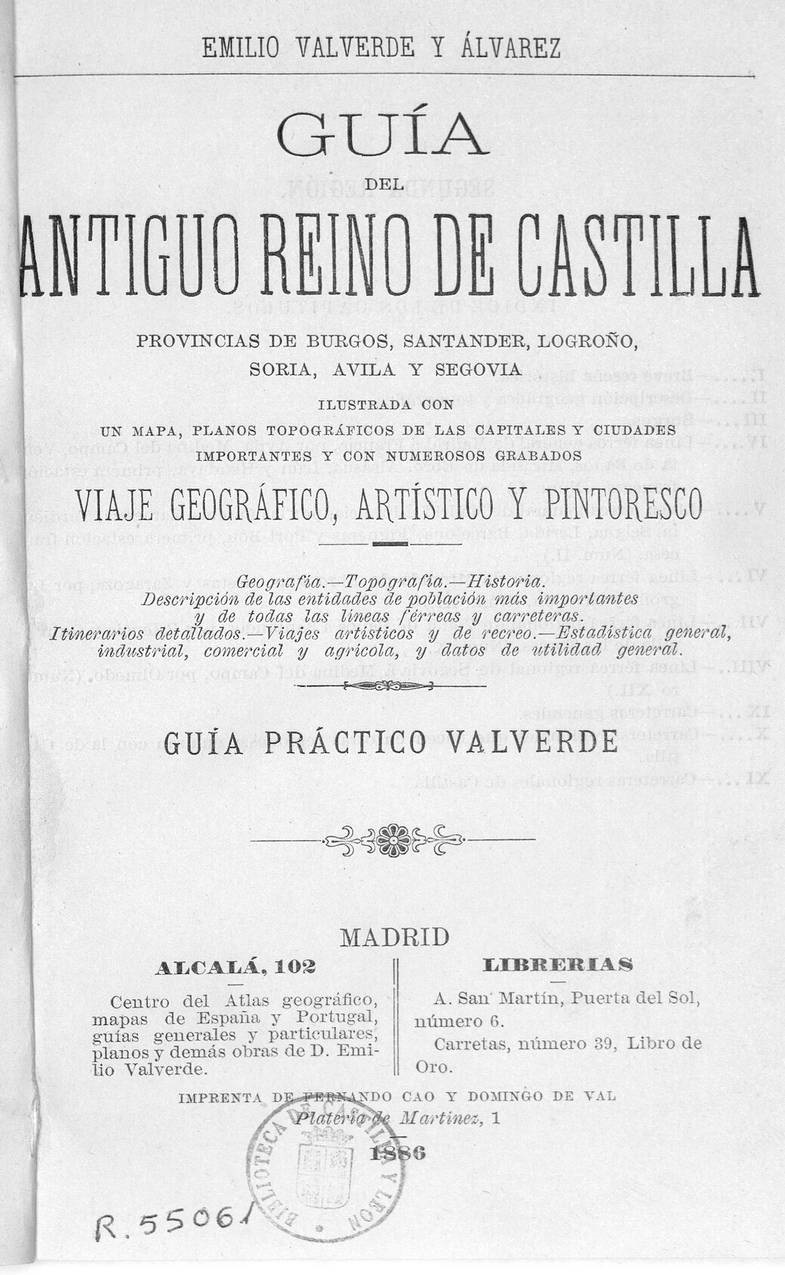 EMILIO VALVERDE Y ÁLVAREZ
GUÍA
DEL
ANTIGUO REINO DE CASTILLA
PROVINCIAS DE BURGOS, SANTANDER, LOGROÑO,
SORIA, AVILA Y SEGOVIA
ILUSTRADA CON
UN MAPA, PLANOS TOPOGRÁFICOS DE LAS CAPITALES Y CIUDADES
IMPORTANTES Y CON NUMEROSOS GRABADOS
VIAJE GEOGRÁFICO, ARTÍSTICO Y PINTORESCO
Geografía.—Topografía.—Historia.
Descripción de las entidades de población más importantes
y de todas las líneas férreas y carreteras.
Itinerarios detallados.—Viajes artísticos y de recreo.—Estadística general,
industrial, comercial y agrícola, y datos de utilidad general.
GUÍA PRÁCTICO VALVERDE
MADRID
ALCALÁ, 102
Centro del Atlas geográfico,
mapas de España y Portugal,
guías generales y particulares,
planos y demás obras de D. Emi-
lio Valverde.
LIBRERIAS
A. San Martín, Puerta del Sol,
número 6.
Carretas, número 39, Libro de
Oro.
IMPRENTA DE FERNANDO CAO Y DOMINGO DE VAL
Platería de Martinez, 1
1886
BIBLIOTECA DE CASTILLA Y LEON
R. 55061